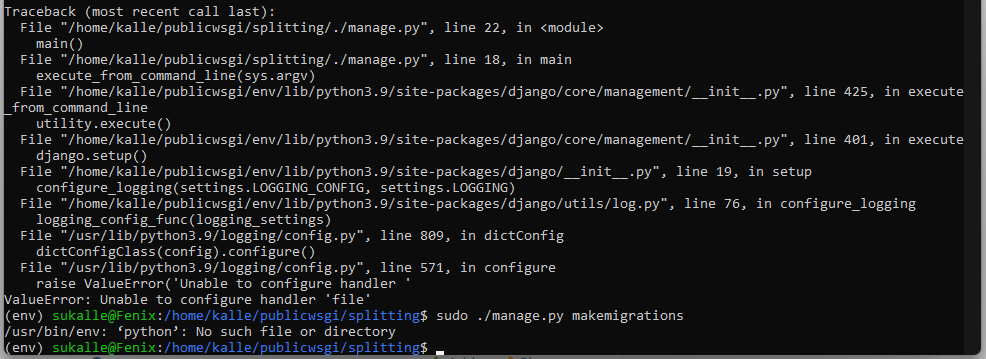 Traceback (most recent call last):
  File "/home/kalle/publicwsgi/splitting/./manage.py", line 22, in <module>
    main()
  File "/home/kalle/publicwsgi/splitting/./manage.py", line 18, in main
    execute_from_command_line(sys.argv)
  File "/home/kalle/publicwsgi/env/lib/python3.9/site-packages/django/core/management/__init__.py", line 425, in execute
_from_command_line
    utility.execute()
  File "/home/kalle/publicwsgi/env/lib/python3.9/site-packages/django/core/management/__init__.py", line 401, in execute
    django.setup()
  File "/home/kalle/publicwsgi/env/lib/python3.9/site-packages/django/__init__.py", line 19, in setup
    configure_logging(settings.LOGGING_CONFIG, settings.LOGGING)
  File "/home/kalle/publicwsgi/env/lib/python3.9/site-packages/django/utils/log.py", line 76, in configure_logging
    logging_config_func(logging_settings)
  File "/usr/lib/python3.9/logging/config.py", line 809, in dictConfig
    dictConfigClass(config).configure()
  File "/usr/lib/python3.9/logging/config.py", line 571, in configure
    raise ValueError('Unable to configure handler '
ValueError: Unable to configure handler 'file'
(env) sukalle@Fenix:/home/kalle/publicwsgi/splitting$ sudo ./manage.py makemigrations
/usr/bin/env: ‘python’: No such file or directory
(env) sukalle@Fenix:/home/kalle/publicwsgi/splitting$